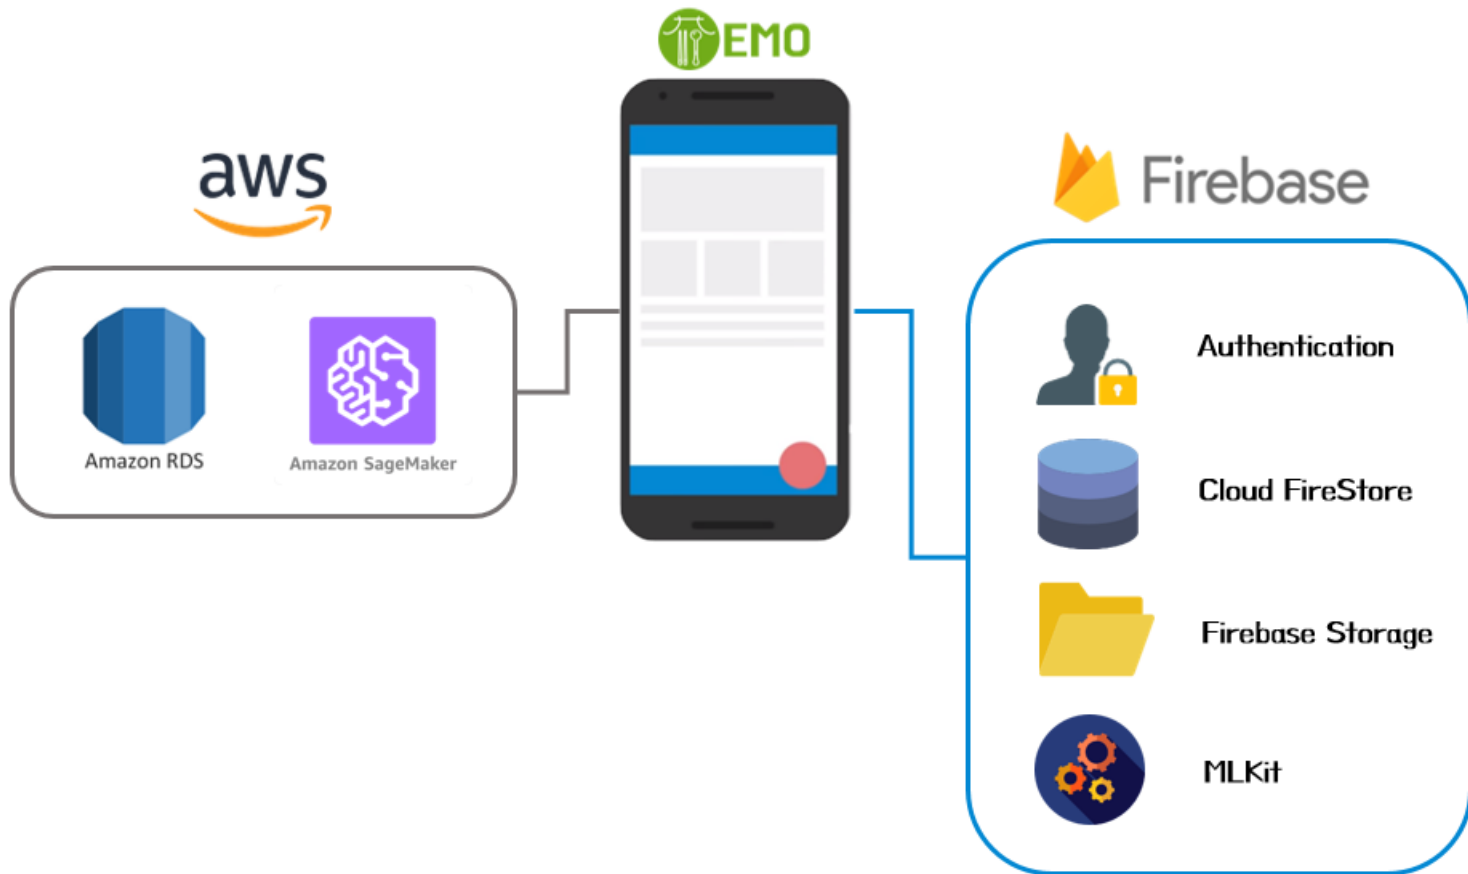 EMO
aws
Firebase
Amazon RDS
Amazon SageMaker
Authentication
Cloud FireStore
Firebase Storage
MLKit